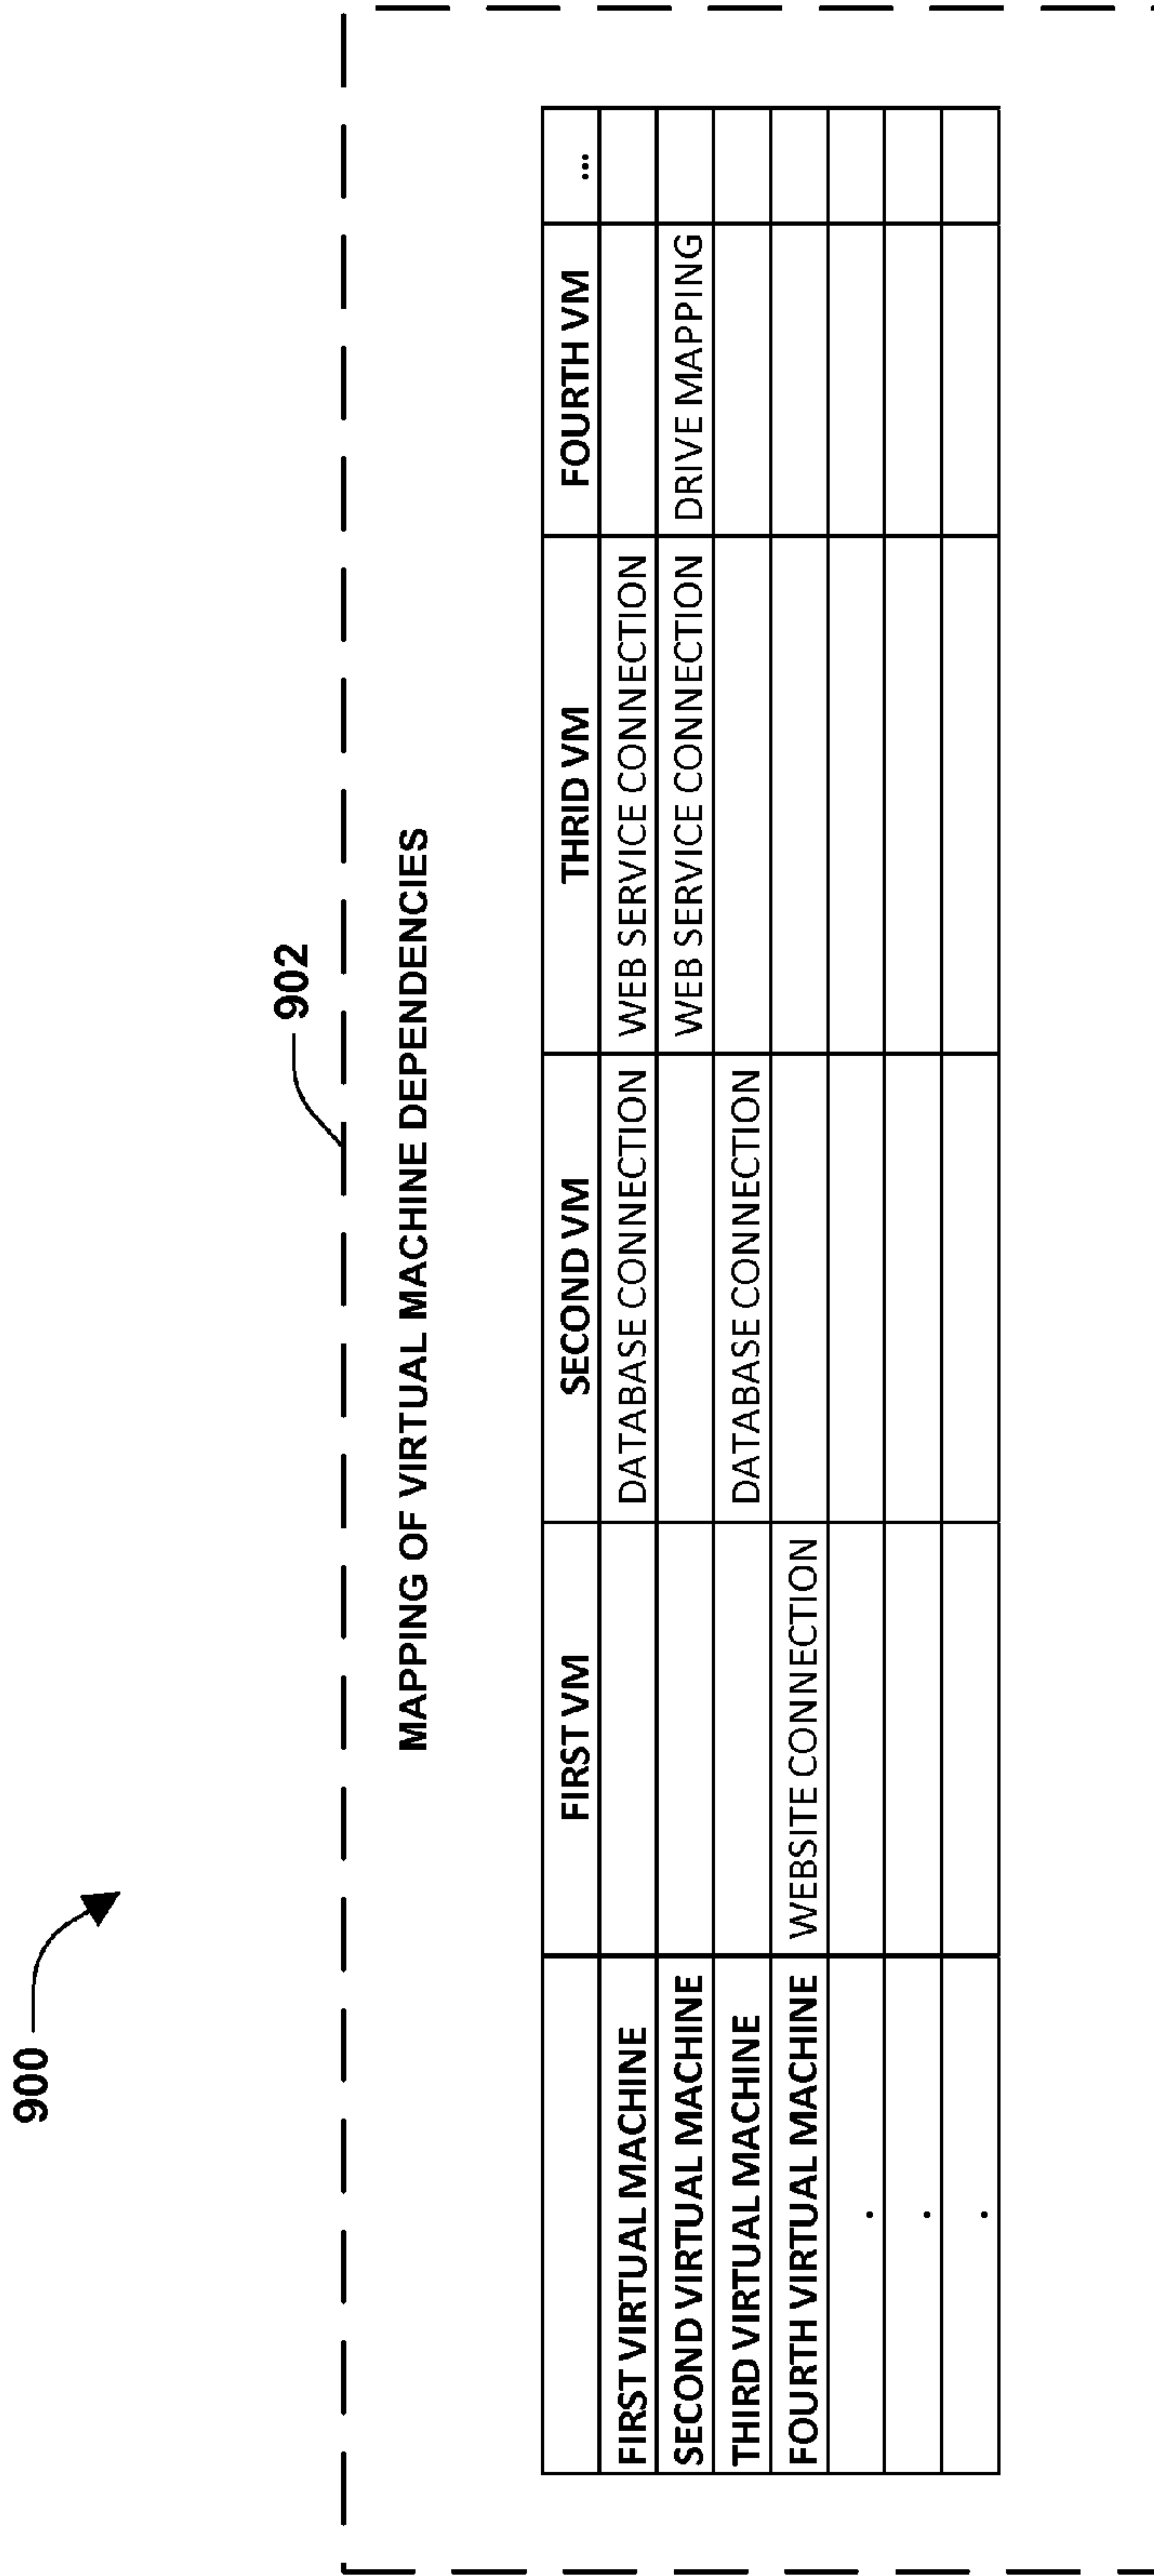 900
902
MAPPING OF VIRTUAL MACHINE DEPENDENCIES
FIRST VM SECOND VM THRID VM FOURTH VM ...
FIRST VIRTUAL MACHINE DATABASE CONNECTION WEB SERVICE CONNECTION
SECOND VIRTUAL MACHINE WEB SERVICE CONNECTION DRIVE MAPPING
THIRD VIRTUAL MACHINE DATABASE CONNECTION
FOURTH VIRTUAL MACHINE WEBSITE CONNECTION
.
.
.